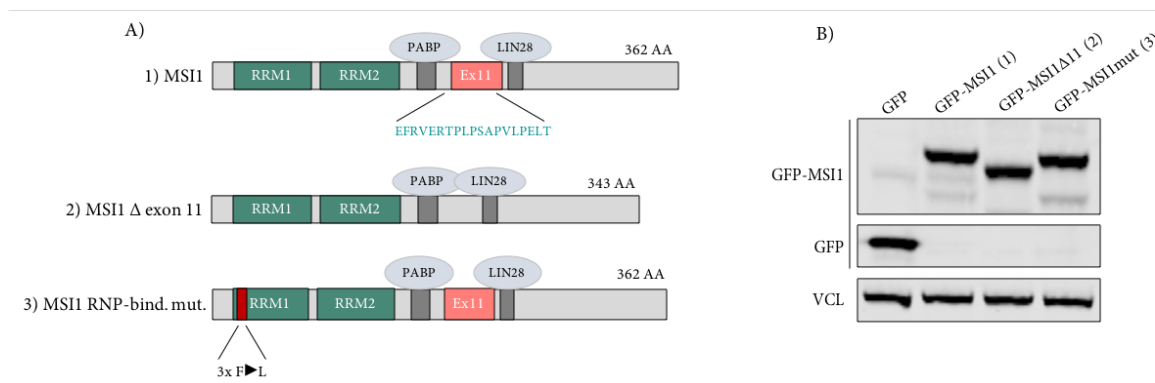 A)
PABP
LIN28
362 AA
1) MSI1
RRM1
RRM2
Ex11
EFRVERTPLPSAPVLPELT
PABP
LIN28
343 AA
2) MSI1 Δ exon 11
RRM1
RRM2
PABP
LIN28
362 AA
3) MSI1 RNP-bind. mut.
RRM1
RRM2
Ex11
3x F►L
B)
GFP
GFP-MSI1 (1)
GFP-MSI1Δ11 (2)
GFP-MSI1mut (3)
GFP-MSI1
GFP
VCL